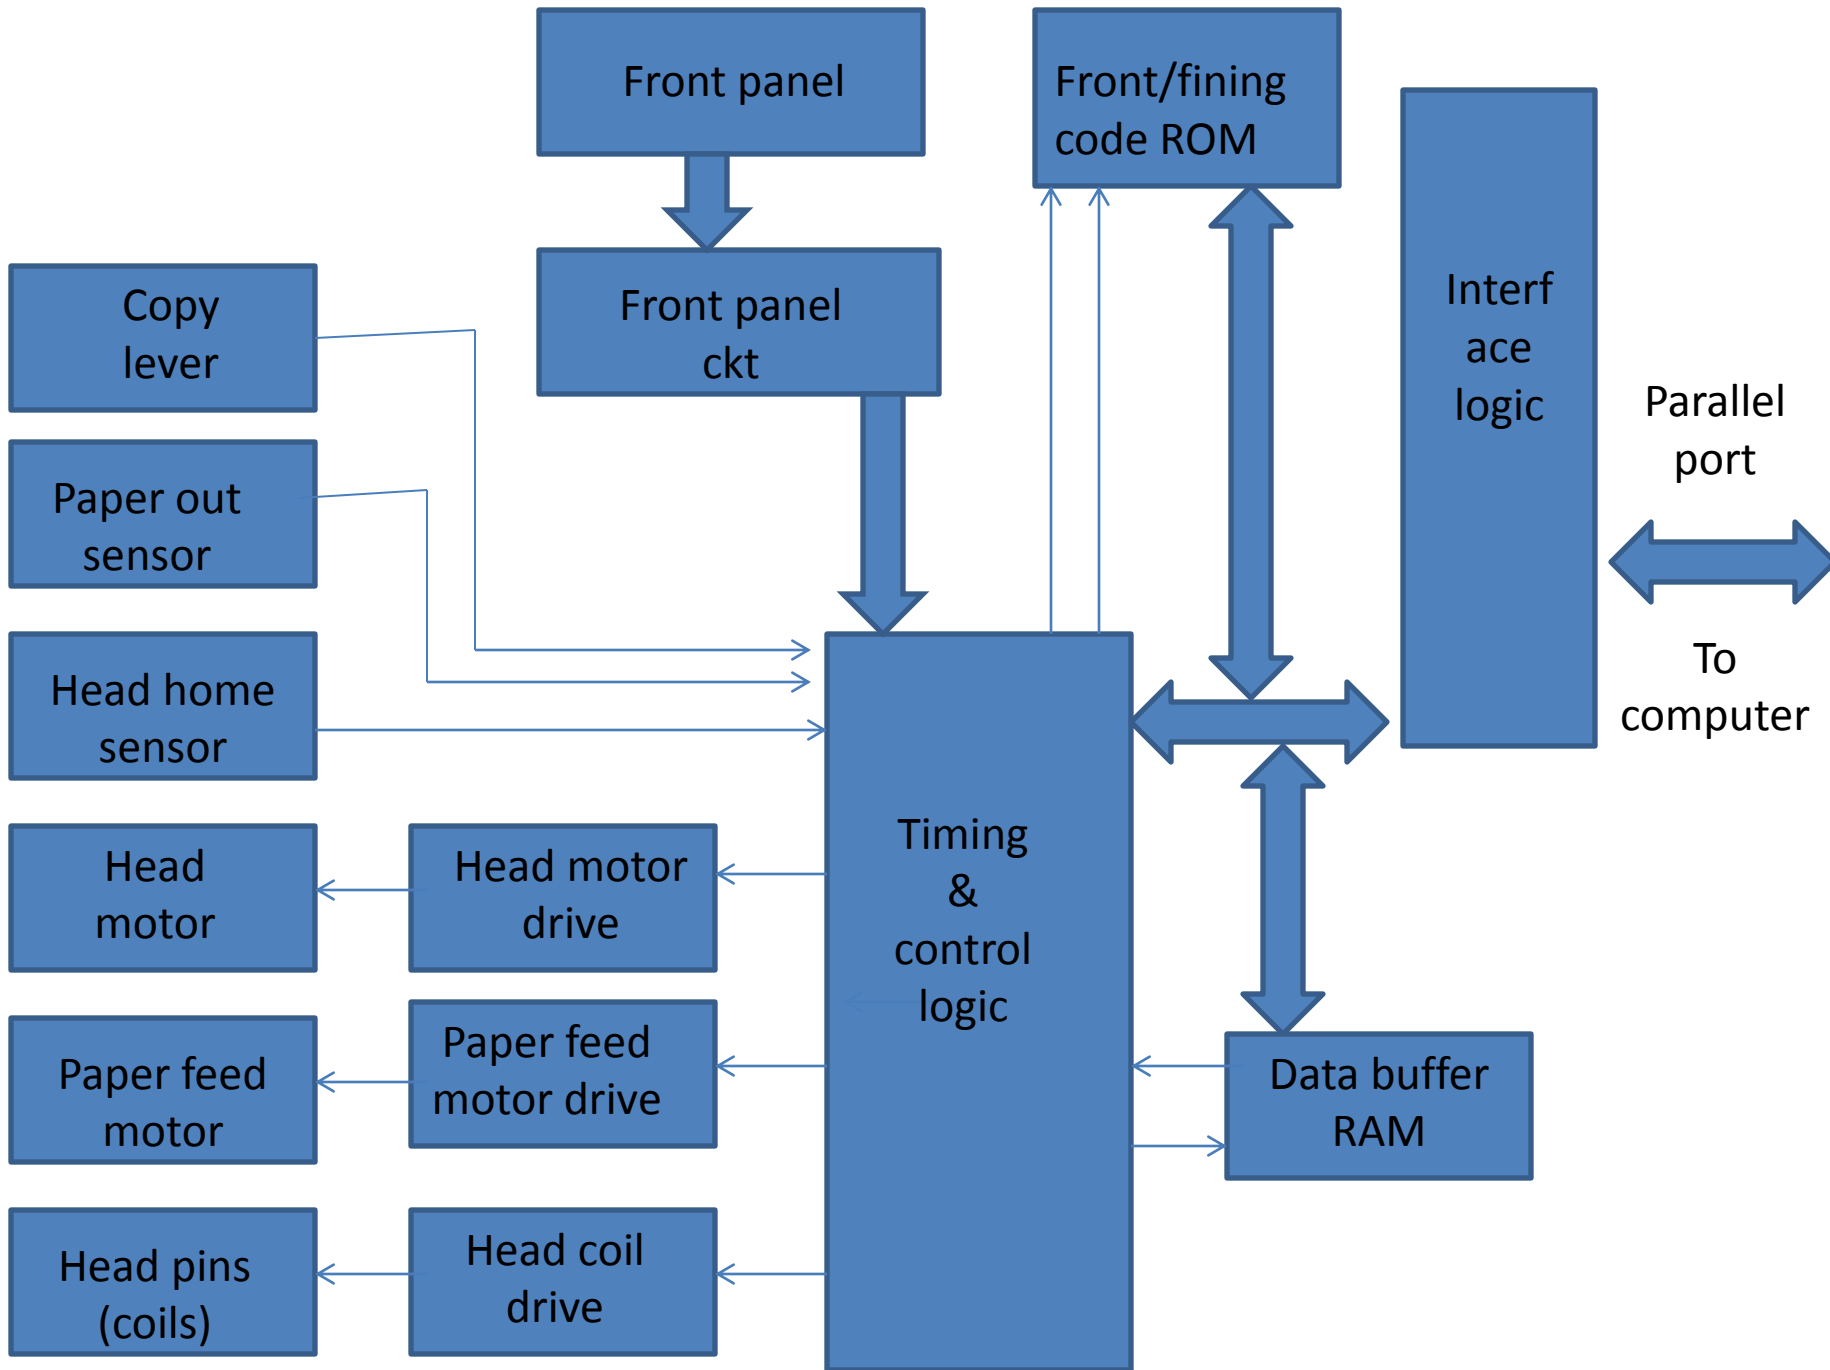 Front panel
Front/fining
code ROM
Front panel
ckt
Interf
ace
logic
Parallel
port
To
computer
Copy
lever
Paper out
sensor
Head home
sensor
Head
motor
Head motor
drive
Timing
&
control
logic
Paper feed
motor
Paper feed
motor drive
Data buffer
RAM
Head pins
(coils)
Head coil
drive